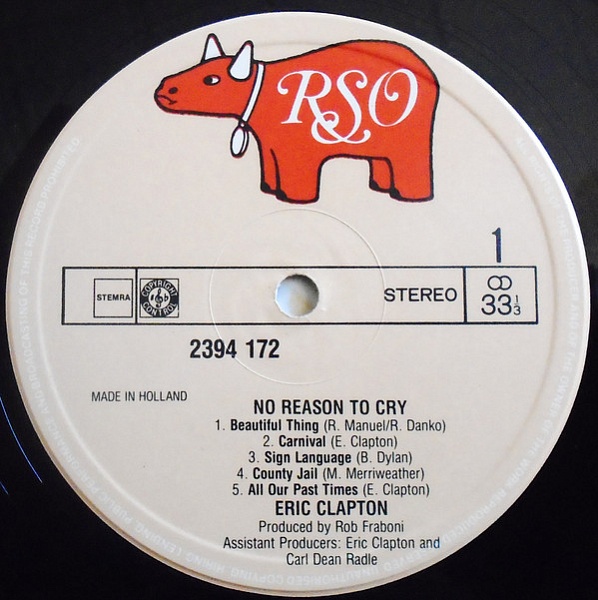 RSO
1
STEMRA
COPYRIGHT CONTROL
STEREO
33 1/3
2394 172
MADE IN HOLLAND
NO REASON TO CRY
1. Beautiful Thing (R. Manuel/R. Danko)
2. Carnival (E. Clapton)
3. Sign Language (B. Dylan)
4. County Jail (M. Merriweather)
5. All Our Past Times (E. Clapton)
ERIC CLAPTON
Produced by Rob Fraboni
Assistant Producers: Eric Clapton and
Carl Dean Radle